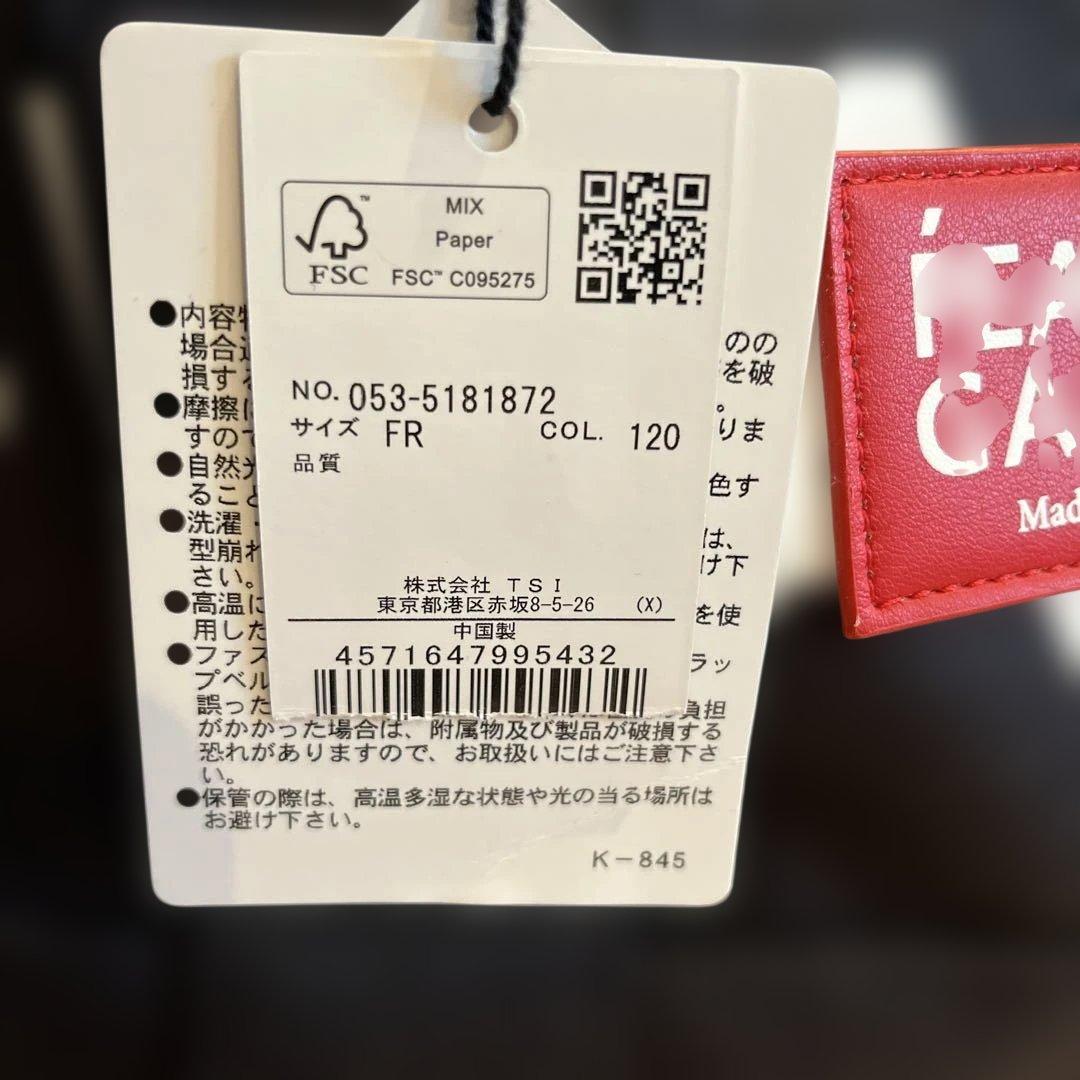 MIX
Paper
FSC
FSC™ C095275
NO. 053-5181872
サイズ FR COL. 120
品質
株式会社 TSI
東京都港区赤坂8-5-26 (X)
中国製
4571647995432
●内容
場合 のの
損する を破
●摩擦に
すので りま
●自然光
ること 色す
●洗濯・ は、
型崩れ け下
さい。
●高温に を使
用した
●ファス ラッ
プベル
誤った 負担
がかかった場合は、附属物及び製品が破損する
恐れがありますので、お取扱いにはご注意下さ
い。
●保管の際は、高温多湿な状態や光の当る場所は
お避け下さい。
K-845
CA
Mad